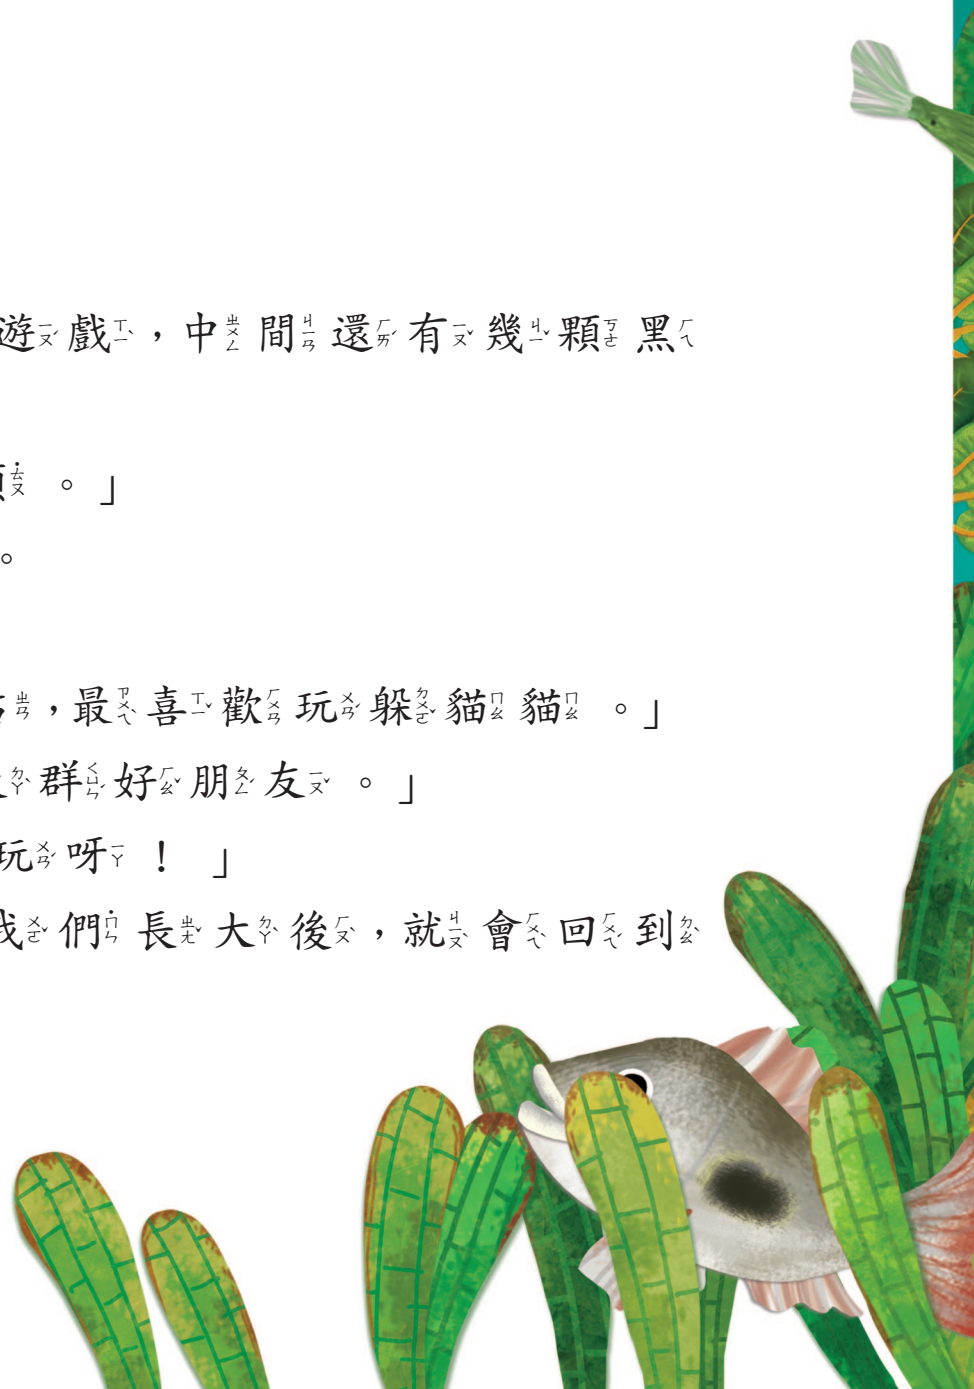 遊戲，中間還有幾顆黑
。」
。
，最喜歡玩躲貓貓。」
群好朋友。」
玩呀！」
我們長大後，就會回到